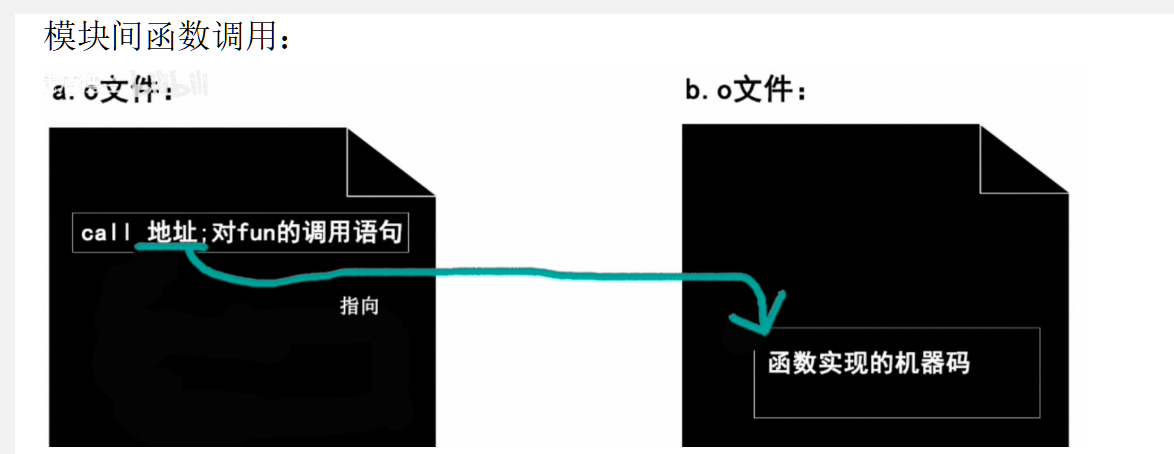 模块间函数调用：
a.o文件：
b.o文件：
call 地址;对fun的调用语句
指向
函数实现的机器码